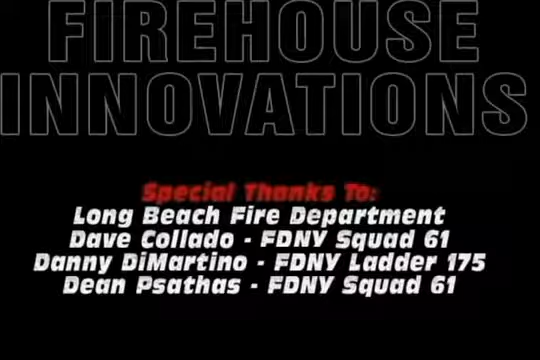 FIREHOUSE
INNOVATIONS
Special Thanks To:
Long Beach Fire Department
Dave Collado - FDNY Squad 61
Danny DiMartino - FDNY Ladder 175
Dean Psathas - FDNY Squad 61